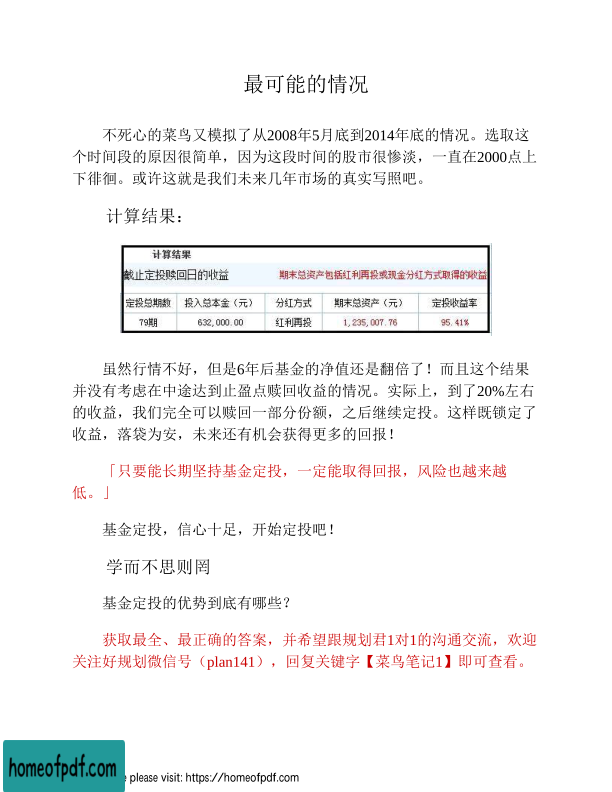 最可能的情况
不死心的菜鸟又模拟了从2008年5月底到2014年底的情况。选取这
个时间段的原因很简单，因为这段时间的股市很惨淡，一直在2000点上
下徘徊。或许这就是我们未来几年市场的真实写照吧。
计算结果：
计算结果
截止定投赎回日的收益 期末总资产包括红利再投或现金分红方式取得的收益
定投总期数 投入总本金（元） 分红方式 期末总资产（元） 定投收益率
79期 632,000.00 红利再投 1,235,007.76 95.41%
虽然行情不好，但是6年后基金的净值还是翻倍了！而且这个结果
并没有考虑在中途达到止盈点赎回收益的情况。实际上，到了20%左右
的收益，我们完全可以赎回一部分份额，之后继续定投。这样既锁定了
收益，落袋为安，未来还有机会获得更多的回报！
「只要能长期坚持基金定投，一定能取得回报，风险也越来越
低。」
基金定投，信心十足，开始定投吧！
学而不思则罔
基金定投的优势到底有哪些？
获取最全、最正确的答案，并希望跟规划君1对1的沟通交流，欢迎
关注好规划微信号（plan141），回复关键字【菜鸟笔记1】即可查看。
homeofpdf.com
e please visit: https://homeofpdf.com